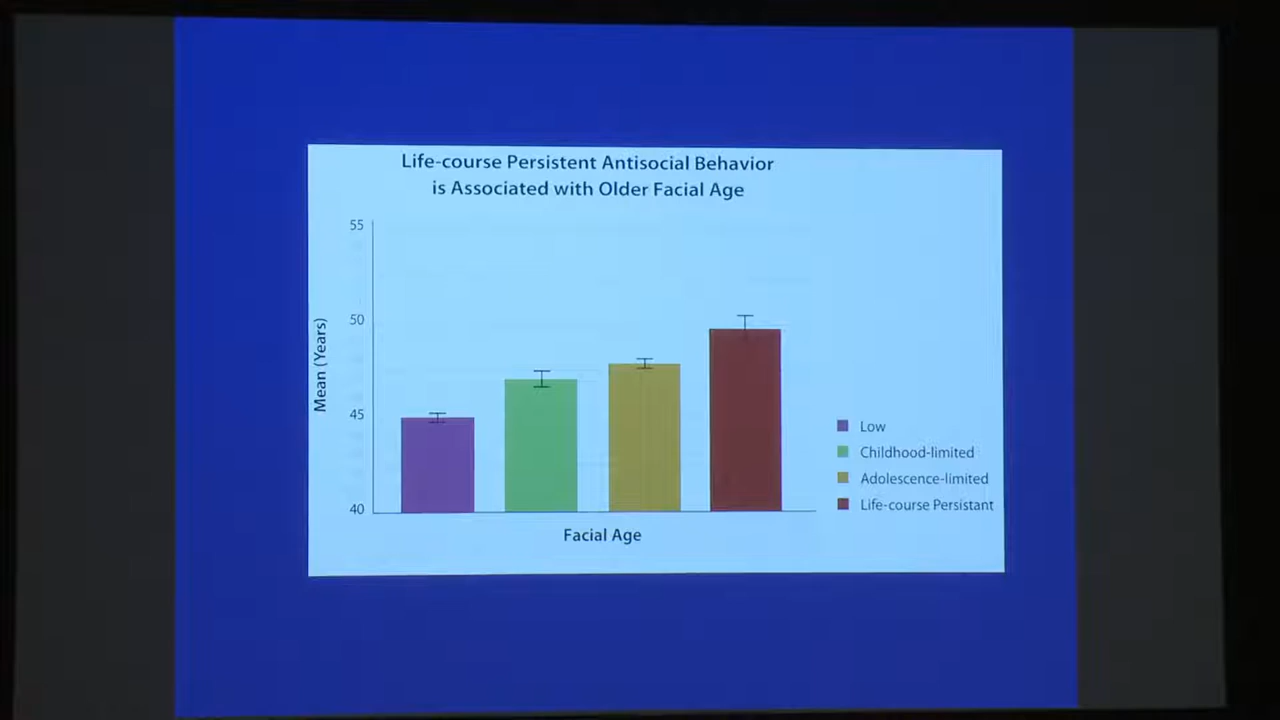 Life-course Persistent Antisocial Behavior
is Associated with Older Facial Age
55
50
45
40
Mean (Years)
Facial Age
Low
Childhood-limited
Adolescence-limited
Life-course Persistant